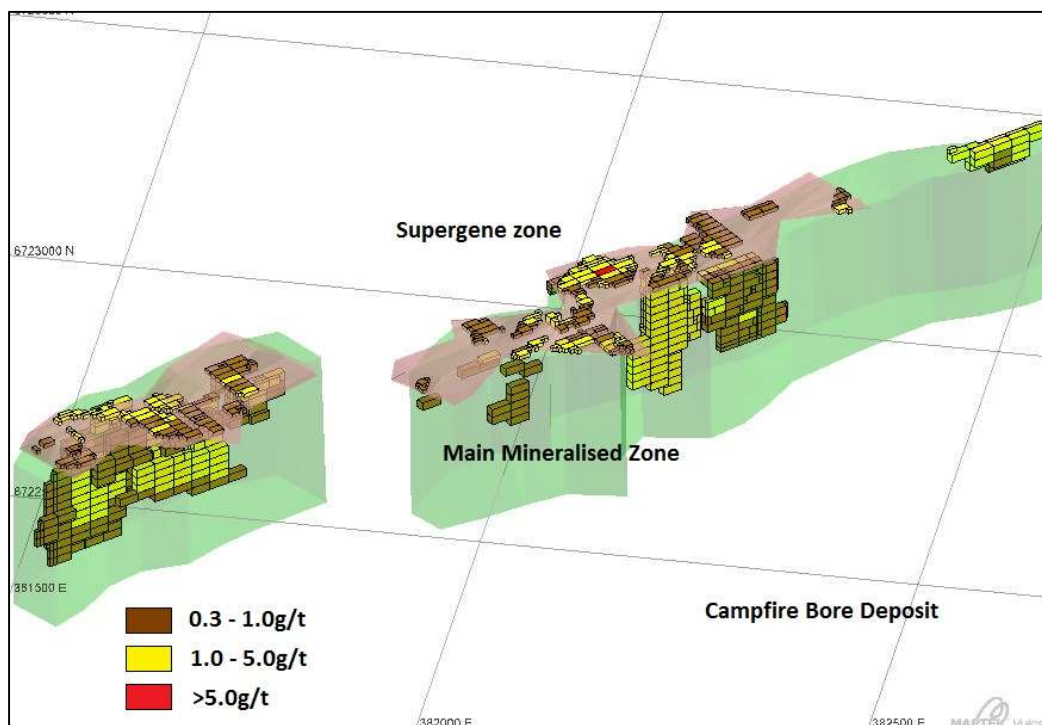 Supergene zone
6723000 N
Main Mineralised Zone
381500 E
Campfire Bore Deposit
0.3 - 1.0g/t
1.0 - 5.0g/t
>5.0g/t
382000 E
382500 E
MAPTEK